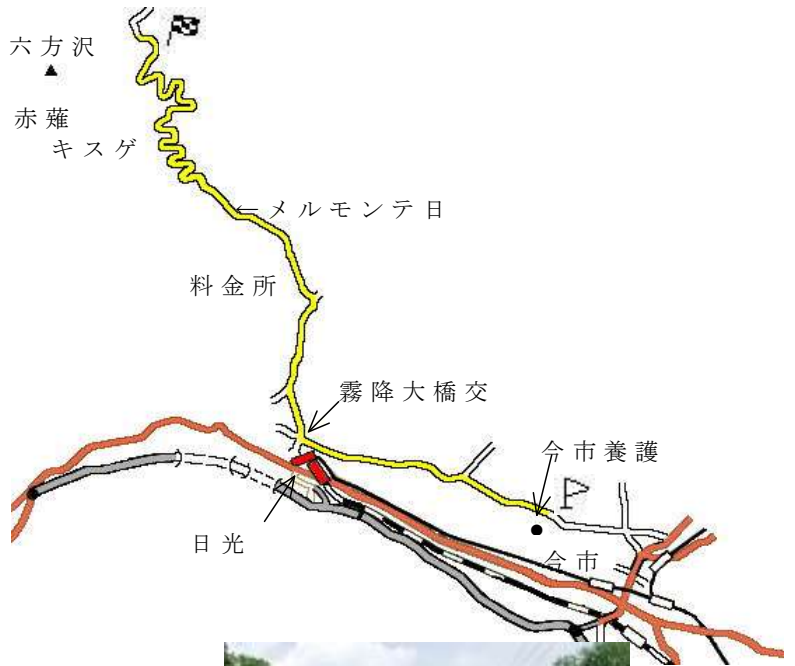 六方沢
赤薙
キスゲ
←メルモンテ日
料金所
霧降大橋交
今市養護
日光
今市